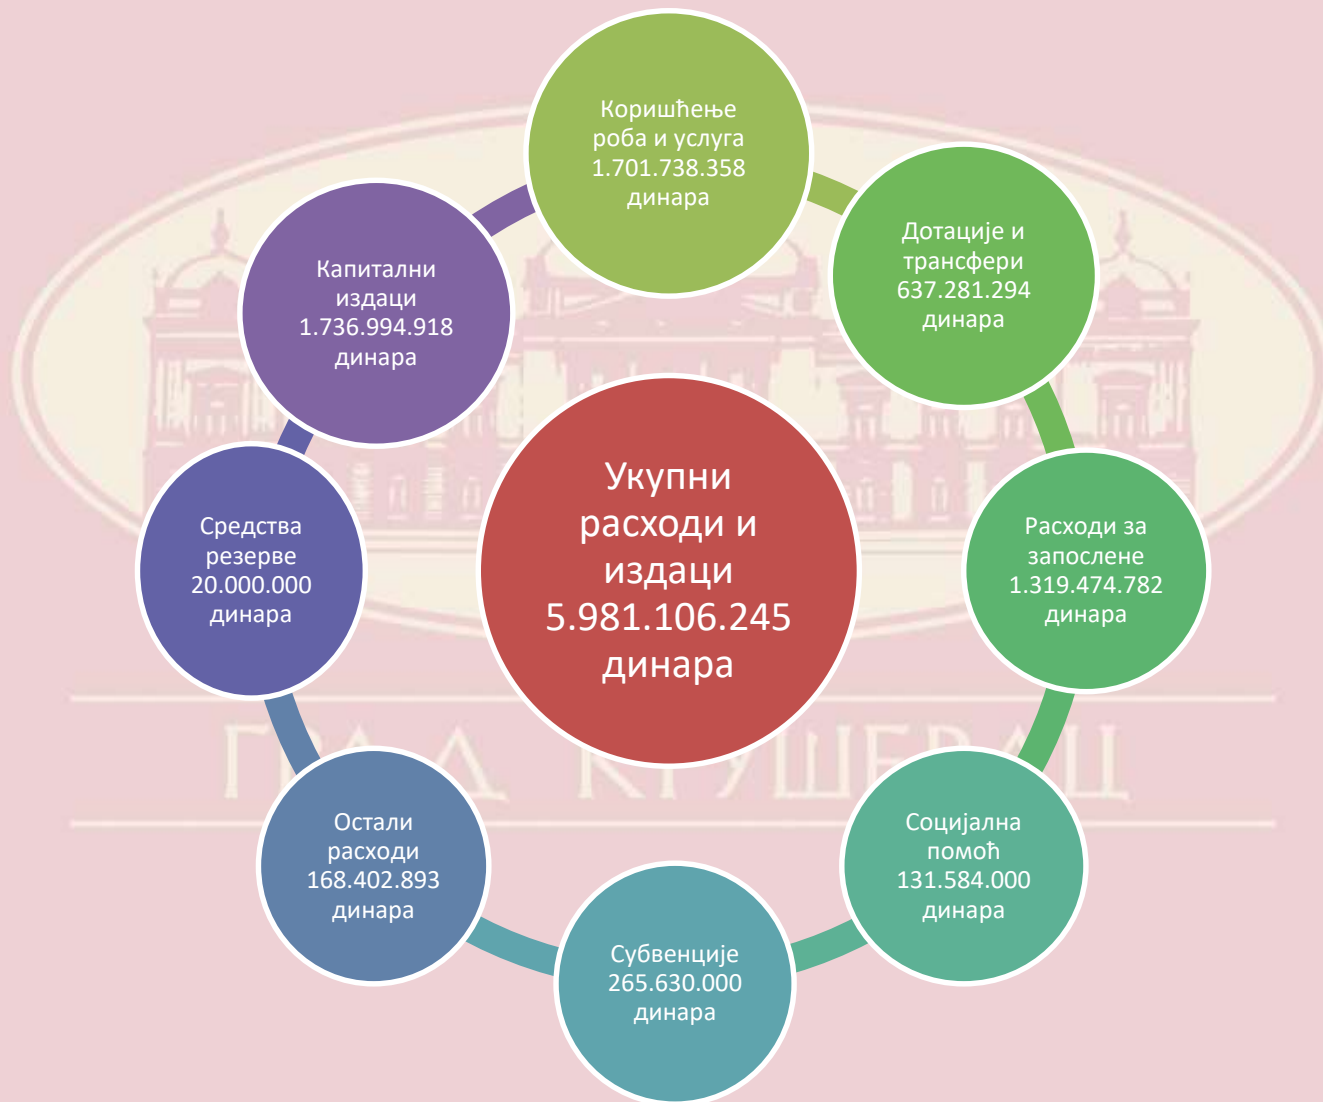 Коришћење
роба и услуга
1.701.738.358
динара
Дотације и
трансфери
637.281.294
динара
Расходи за
запослене
1.319.474.782
динара
Социјална
помоћ
131.584.000
динара
Субвенције
265.630.000
динара
Остали
расходи
168.402.893
динара
Средства
резерве
20.000.000
динара
Капитални
издаци
1.736.994.918
динара
Укупни
расходи и
издаци
5.981.106.245
динара
ГРАД КРУШЕВАЦ